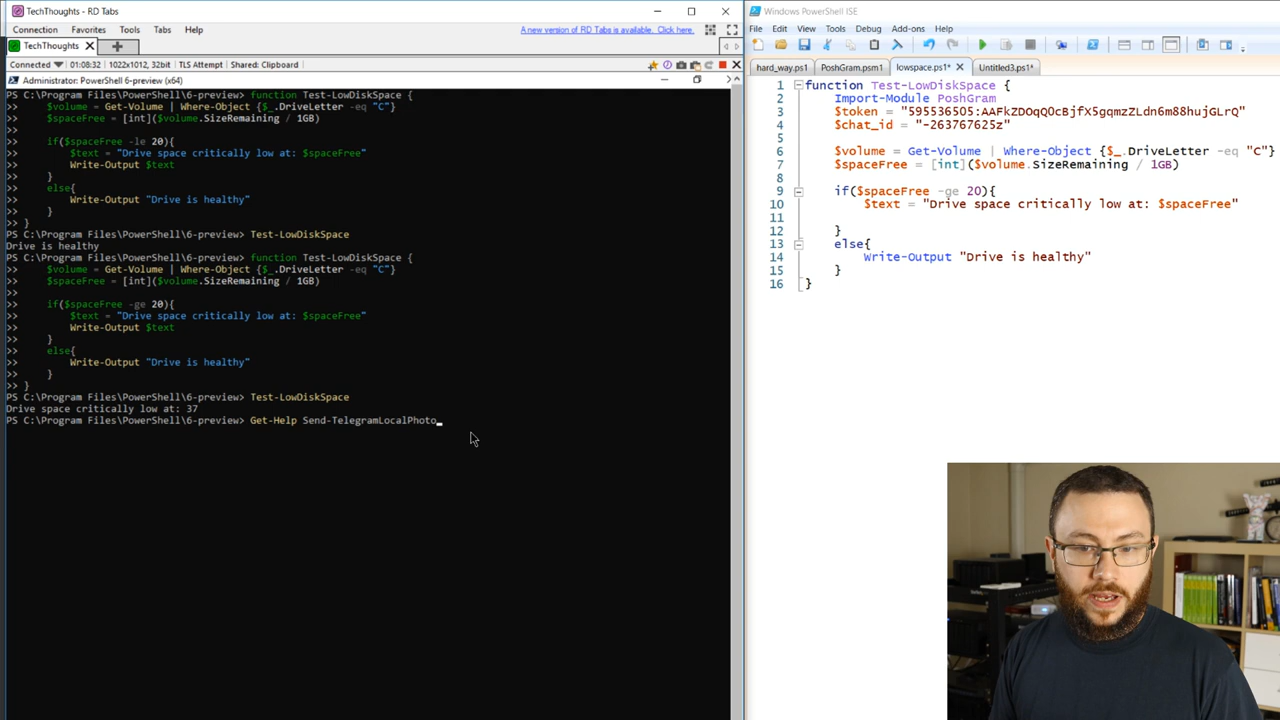 TechThoughts - RD Tabs
Connection Favorites Tools Tabs Help
A new version of RD Tabs is available. Click here.
TechThoughts
Connected 01:08:32 1022x1012, 32bit TLS Attempt Shared: Clipboard
Administrator: PowerShell 6-preview (x64)
PS C:\Program Files\PowerShell\6-preview> function Test-LowDiskSpace {
>> $volume = Get-Volume | Where-Object {$_.DriveLetter -eq "C"}
>> $spaceFree = [int]($volume.SizeRemaining / 1GB)
>>
>> if($spaceFree -le 20){
>> $text = "Drive space critically low at: $spaceFree"
>> Write-Output $text
>> }
>> else{
>> Write-Output "Drive is healthy"
>> }
>> }
PS C:\Program Files\PowerShell\6-preview> Test-LowDiskSpace
Drive is healthy
PS C:\Program Files\PowerShell\6-preview> function Test-LowDiskSpace {
>> $volume = Get-Volume | Where-Object {$_.DriveLetter -eq "C"}
>> $spaceFree = [int]($volume.SizeRemaining / 1GB)
>>
>> if($spaceFree -ge 20){
>> $text = "Drive space critically low at: $spaceFree"
>> Write-Output $text
>> }
>> else{
>> Write-Output "Drive is healthy"
>> }
>> }
PS C:\Program Files\PowerShell\6-preview> Test-LowDiskSpace
Drive space critically low at: 37
PS C:\Program Files\PowerShell\6-preview> Get-Help Send-TelegramLocalPhoto
Windows PowerShell ISE
File Edit View Tools Debug Add-ons Help
hard_way.ps1 PoshGram.psm1 lowspace.ps1* Untitled3.ps1*
1 function Test-LowDiskSpace {
2 Import-Module PoshGram
3 $token = "595536505:AAFkZDOqQOcBjfX5gqmzZLdn6m88hujGLrQ"
4 $chat_id = "-263767625z"
5
6 $volume = Get-Volume | Where-Object {$_.DriveLetter -eq "C"}
7 $spaceFree = [int]($volume.SizeRemaining / 1GB)
8
9 if($spaceFree -ge 20){
10 $text = "Drive space critically low at: $spaceFree"
11
12 }
13 else{
14 Write-Output "Drive is healthy"
15 }
16 }